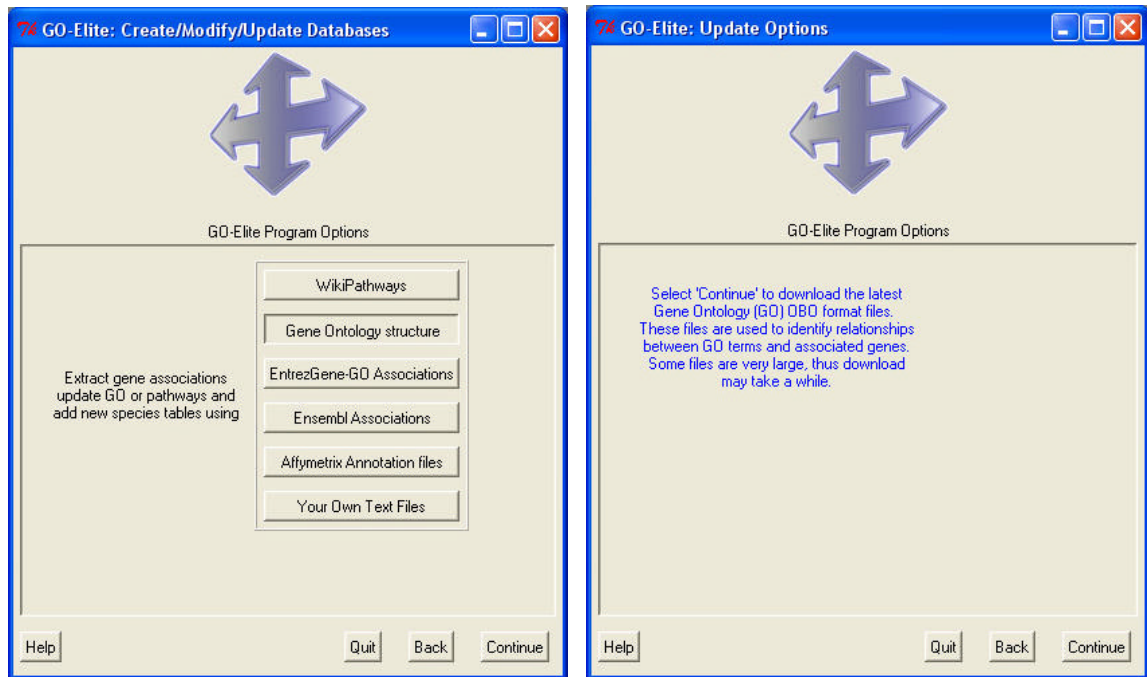 GO-Elite: Create/Modify/Update Databases
GO-Elite Program Options
Extract gene associations
update GO or pathways and
add new species tables using
WikiPathways
Gene Ontology structure
EntrezGene-GO Associations
Ensembl Associations
Affymetrix Annotation files
Your Own Text Files
Help
Quit
Back
Continue
GO-Elite: Update Options
GO-Elite Program Options
Select 'Continue' to download the latest
Gene Ontology (GO) OBO format files.
These files are used to identify relationships
between GO terms and associated genes.
Some files are very large, thus download
may take a while.
Help
Quit
Back
Continue